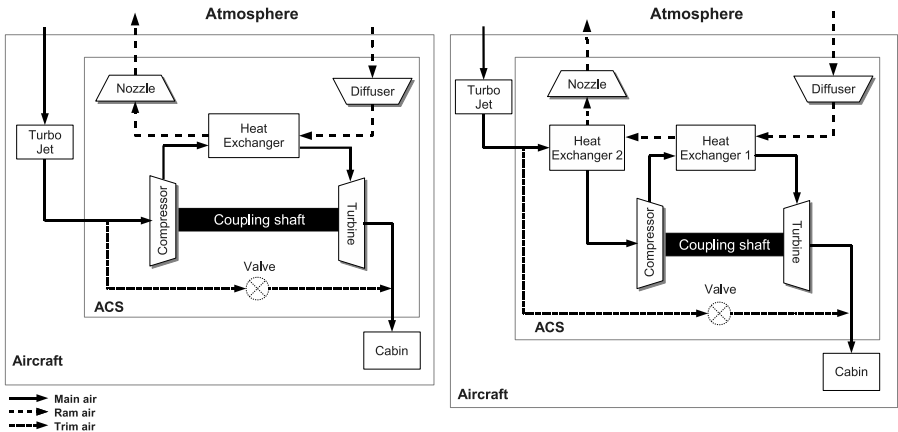 Atmosphere
Nozzle
Diffuser
Turbo
Jet
Heat
Exchanger
Compressor
Coupling shaft
Turbine
Valve
ACS
Cabin
Aircraft
Main air
Ram air
Trim air
Atmosphere
Turbo
Jet
Nozzle
Diffuser
Heat
Exchanger 2
Heat
Exchanger 1
Compressor
Coupling shaft
Turbine
Valve
ACS
Cabin
Aircraft